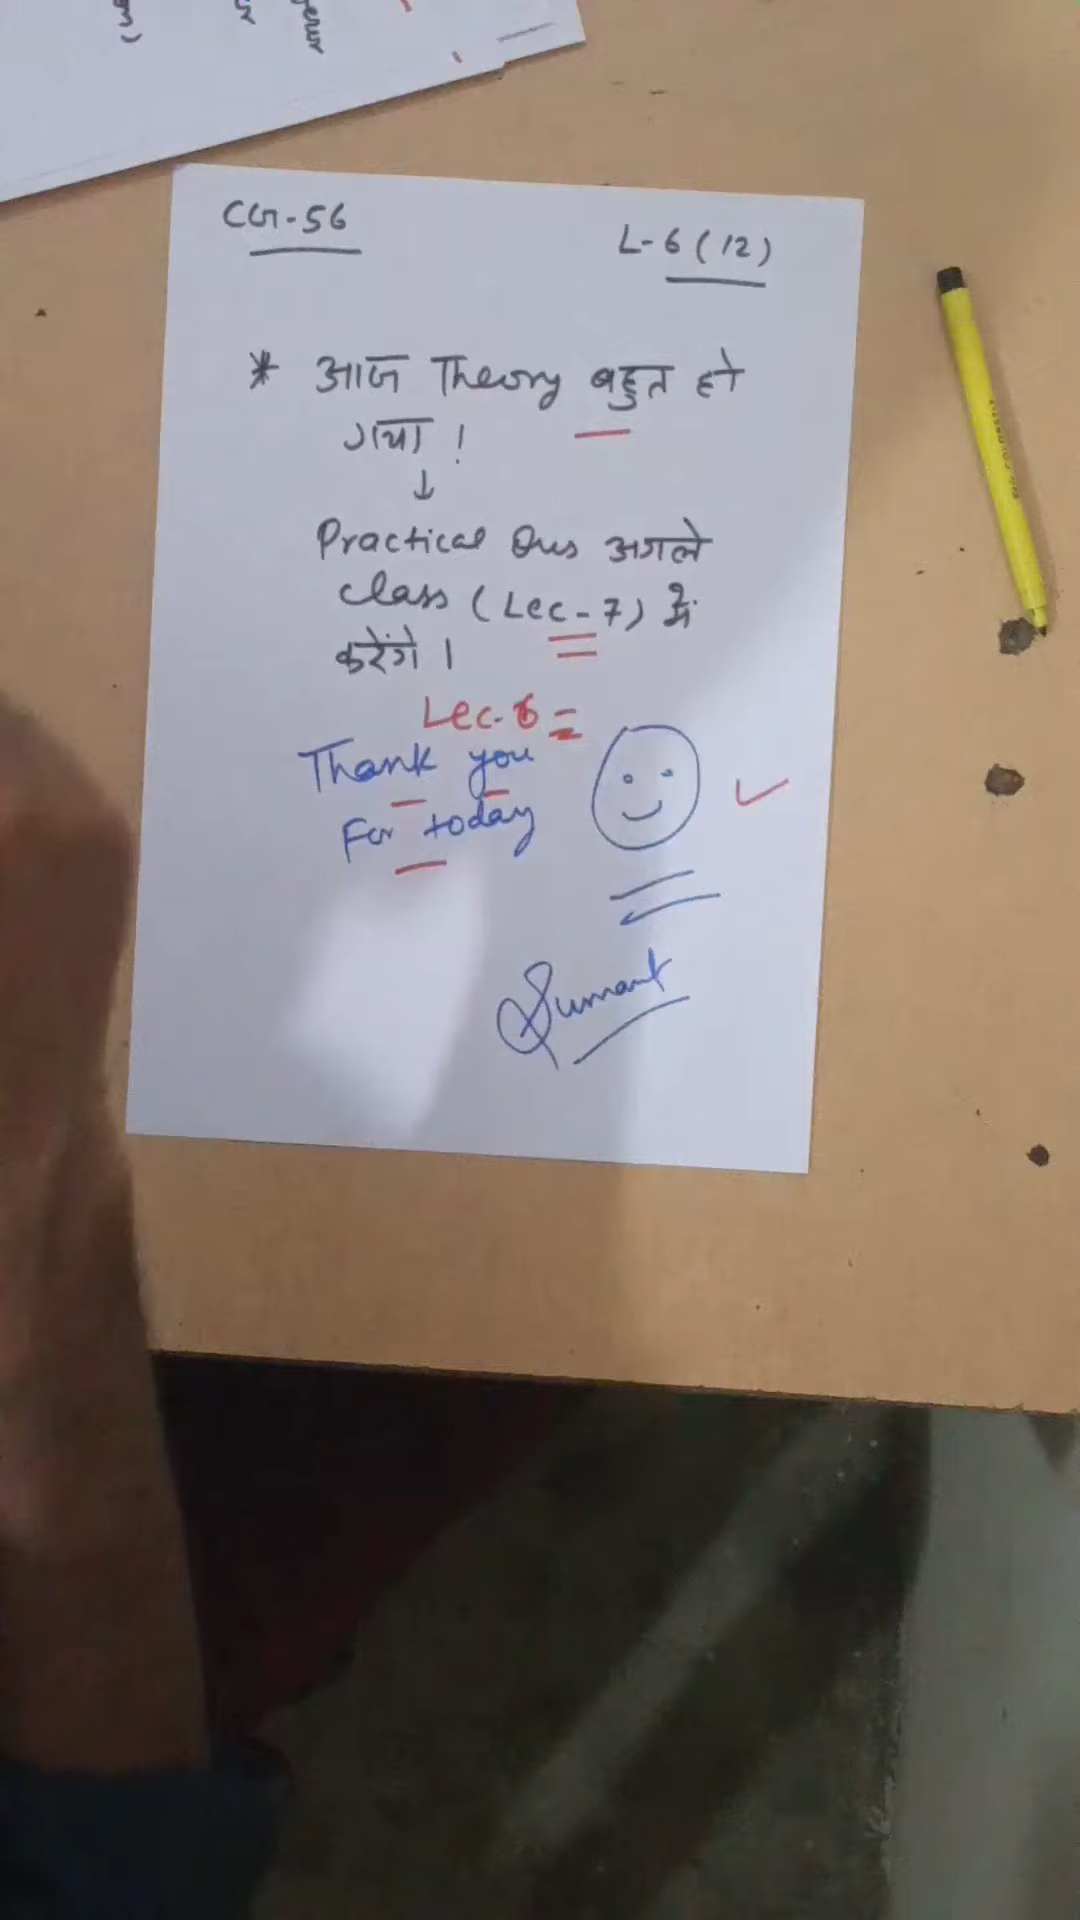 CG-56
L-6 (12)
* आज Theory बहुत हो
गया !
↓
Practical Ques अगले
class (Lec-7) में
करेंगे ।
Lec-6 =
Thank you
For today
Sumant